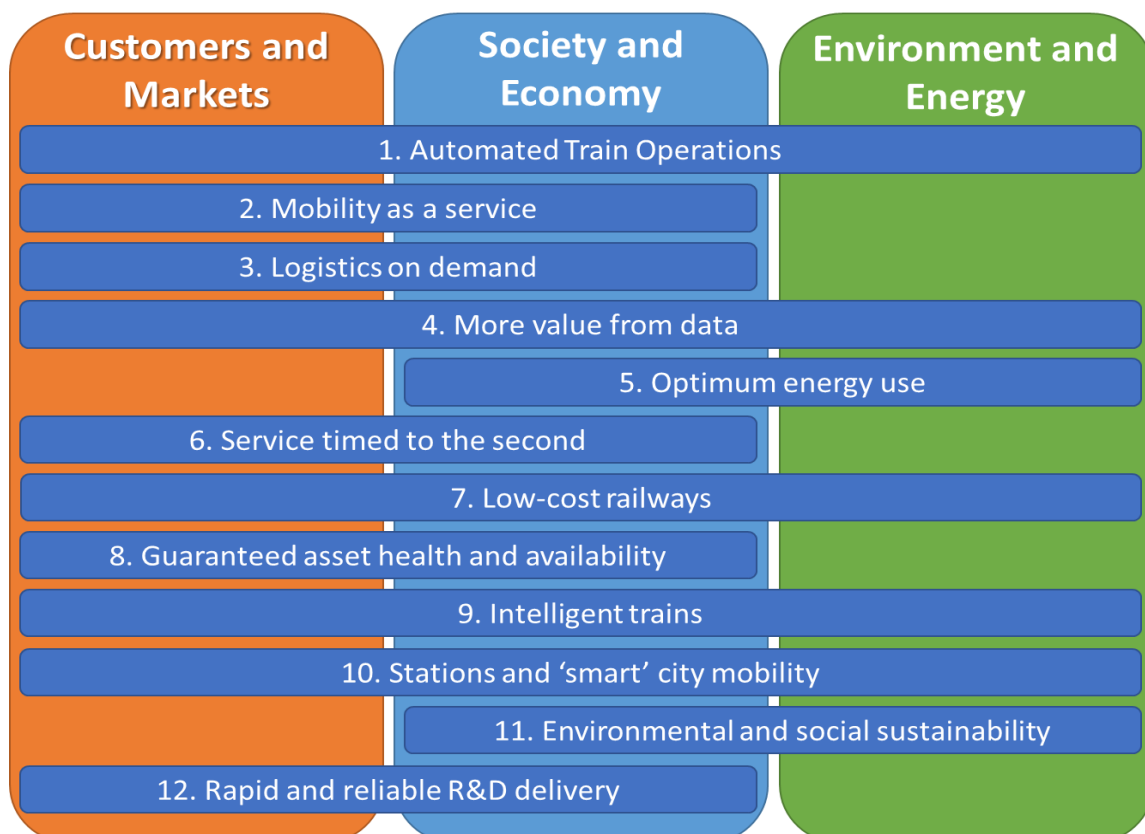 Customers and
Markets
Society and
Economy
Environment and
Energy
1. Automated Train Operations
2. Mobility as a service
3. Logistics on demand
4. More value from data
5. Optimum energy use
6. Service timed to the second
7. Low-cost railways
8. Guaranteed asset health and availability
9. Intelligent trains
10. Stations and ‘smart’ city mobility
11. Environmental and social sustainability
12. Rapid and reliable R&D delivery